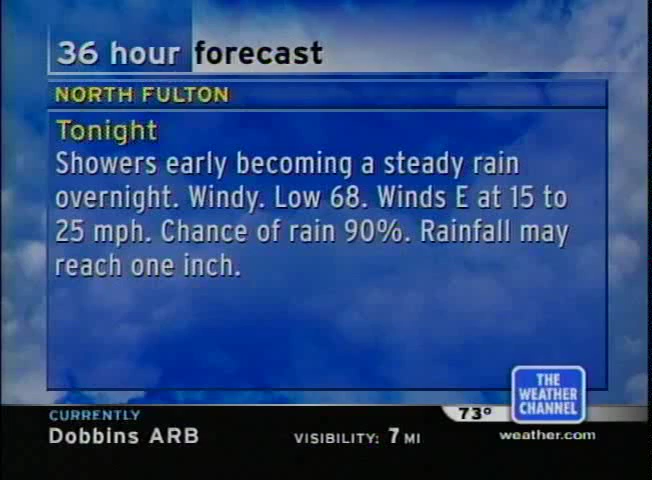 36 hour forecast
NORTH FULTON
Tonight
Showers early becoming a steady rain
overnight. Windy. Low 68. Winds E at 15 to
25 mph. Chance of rain 90%. Rainfall may
reach one inch.
THE
WEATHER
CHANNEL
CURRENTLY
73°
Dobbins ARB
VISIBILITY: 7 MI
weather.com